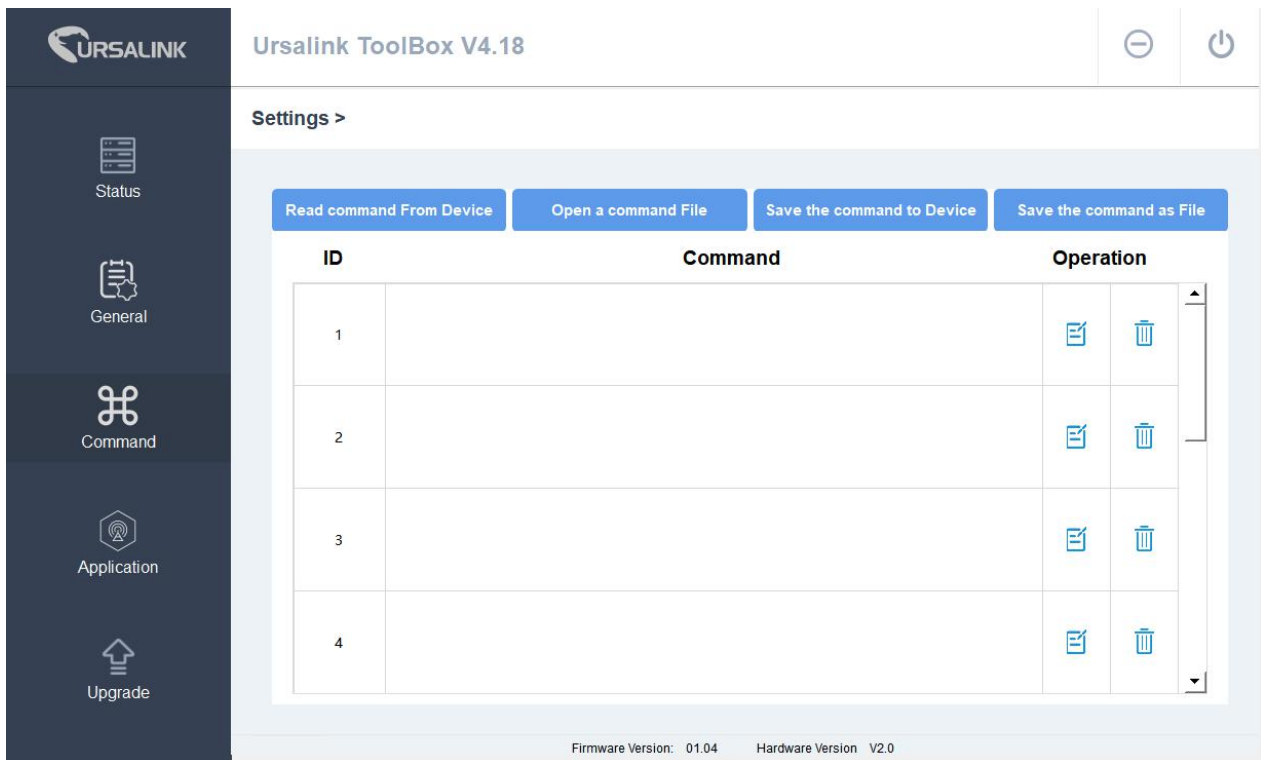 URSALINK
Ursalink ToolBox V4.18
Settings >
Status
General
Command
Application
Upgrade
Read command From Device
Open a command File
Save the command to Device
Save the command as File
ID Command Operation
1
2
3
4
Firmware Version: 01.04 Hardware Version V2.0